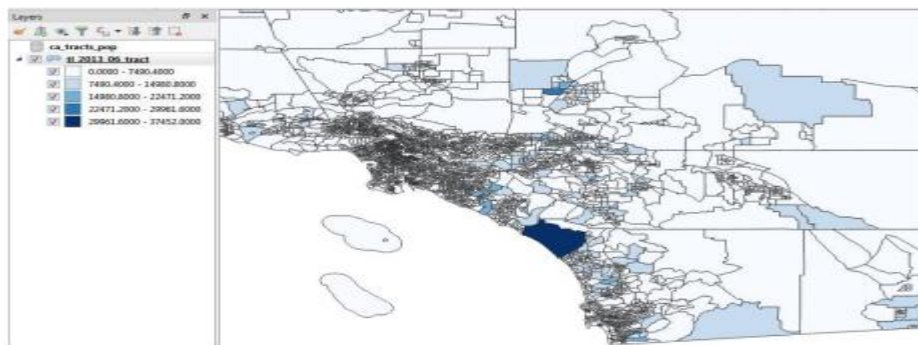 Layers
ca_tracts_pop
tl_2013_06_tract
0.0000 - 7490.4000
7490.4000 - 14980.8000
14980.8000 - 22471.2000
22471.2000 - 29961.6000
29961.6000 - 37452.0000